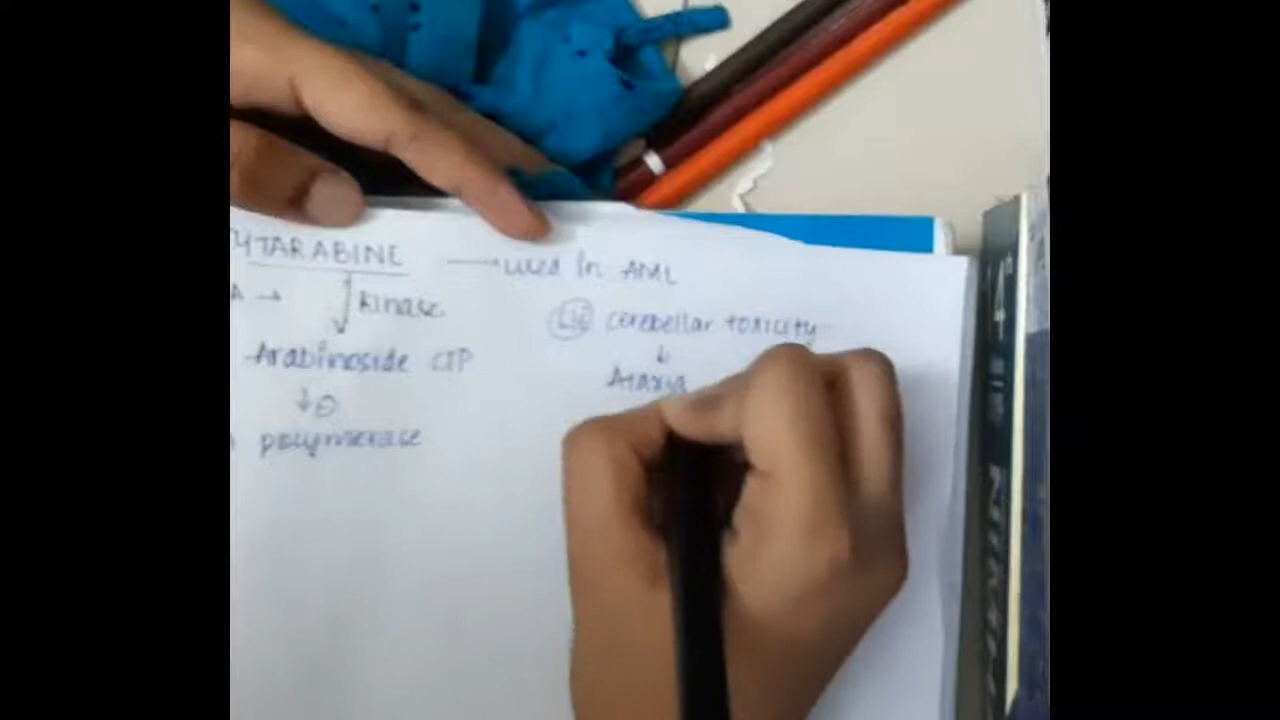 YTARABINE → used in AML
A → kinase
Arabinoside CTP
↓ ⊖
polymerase
cerebellar toxicity
↓
Ataxia